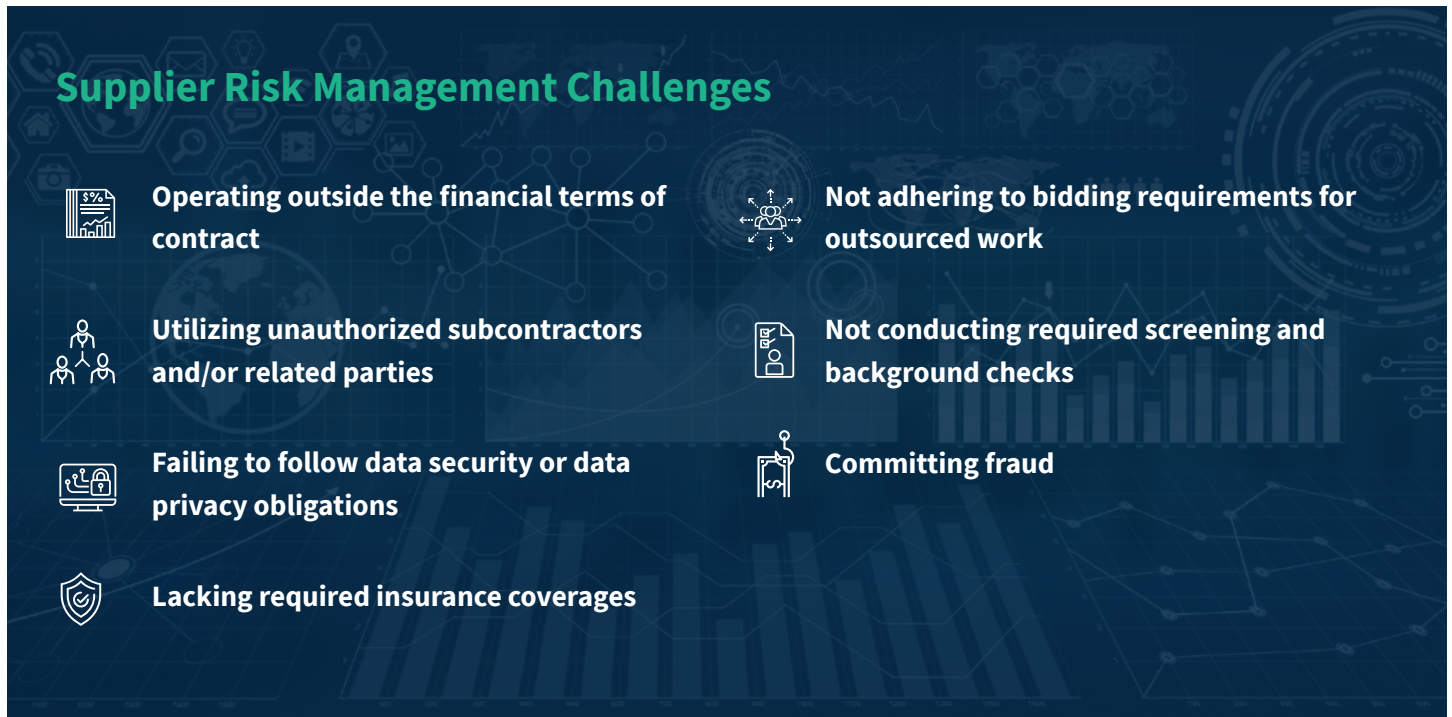 Supplier Risk Management Challenges
Operating outside the financial terms of
contract
Utilizing unauthorized subcontractors
and/or related parties
Failing to follow data security or data
privacy obligations
Lacking required insurance coverages
Not adhering to bidding requirements for
outsourced work
Not conducting required screening and
background checks
Committing fraud